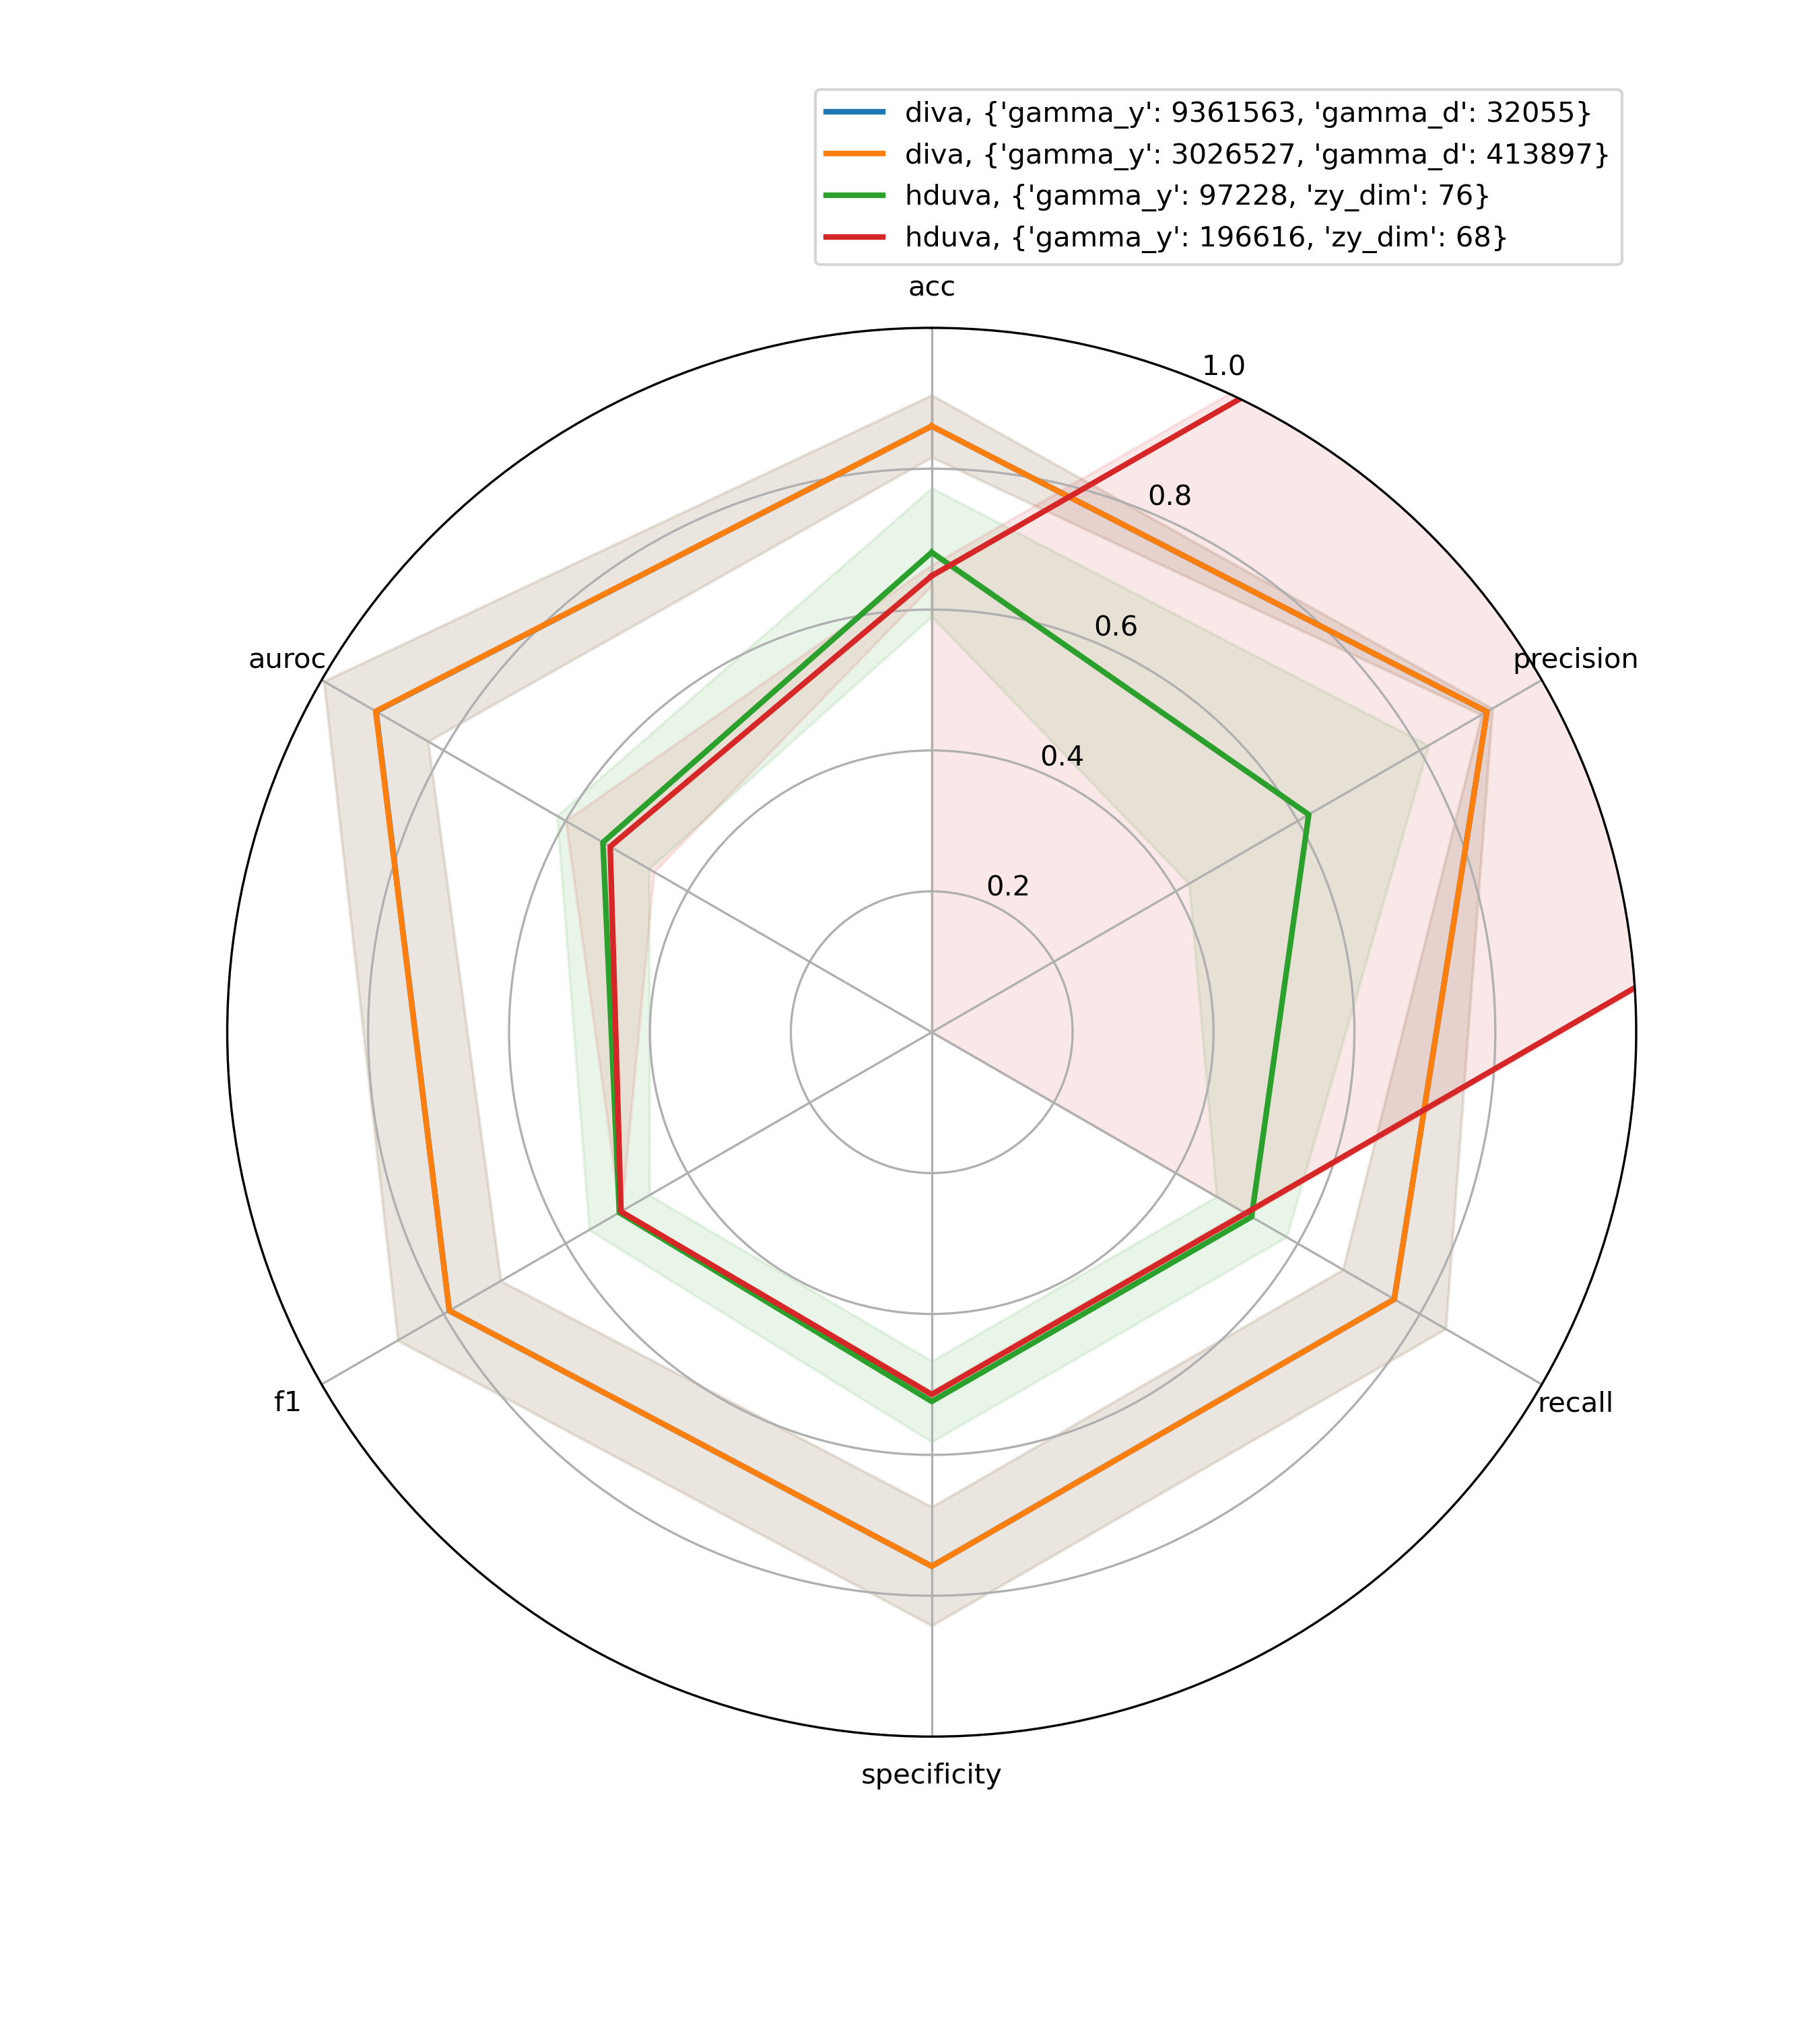 diva, {'gamma_y': 9361563, 'gamma_d': 32055}
diva, {'gamma_y': 3026527, 'gamma_d': 413897}
hduva, {'gamma_y': 97228, 'zy_dim': 76}
hduva, {'gamma_y': 196616, 'zy_dim': 68}
acc
1.0
0.8
0.6
auroc
precision
0.4
0.2
f1
recall
specificity